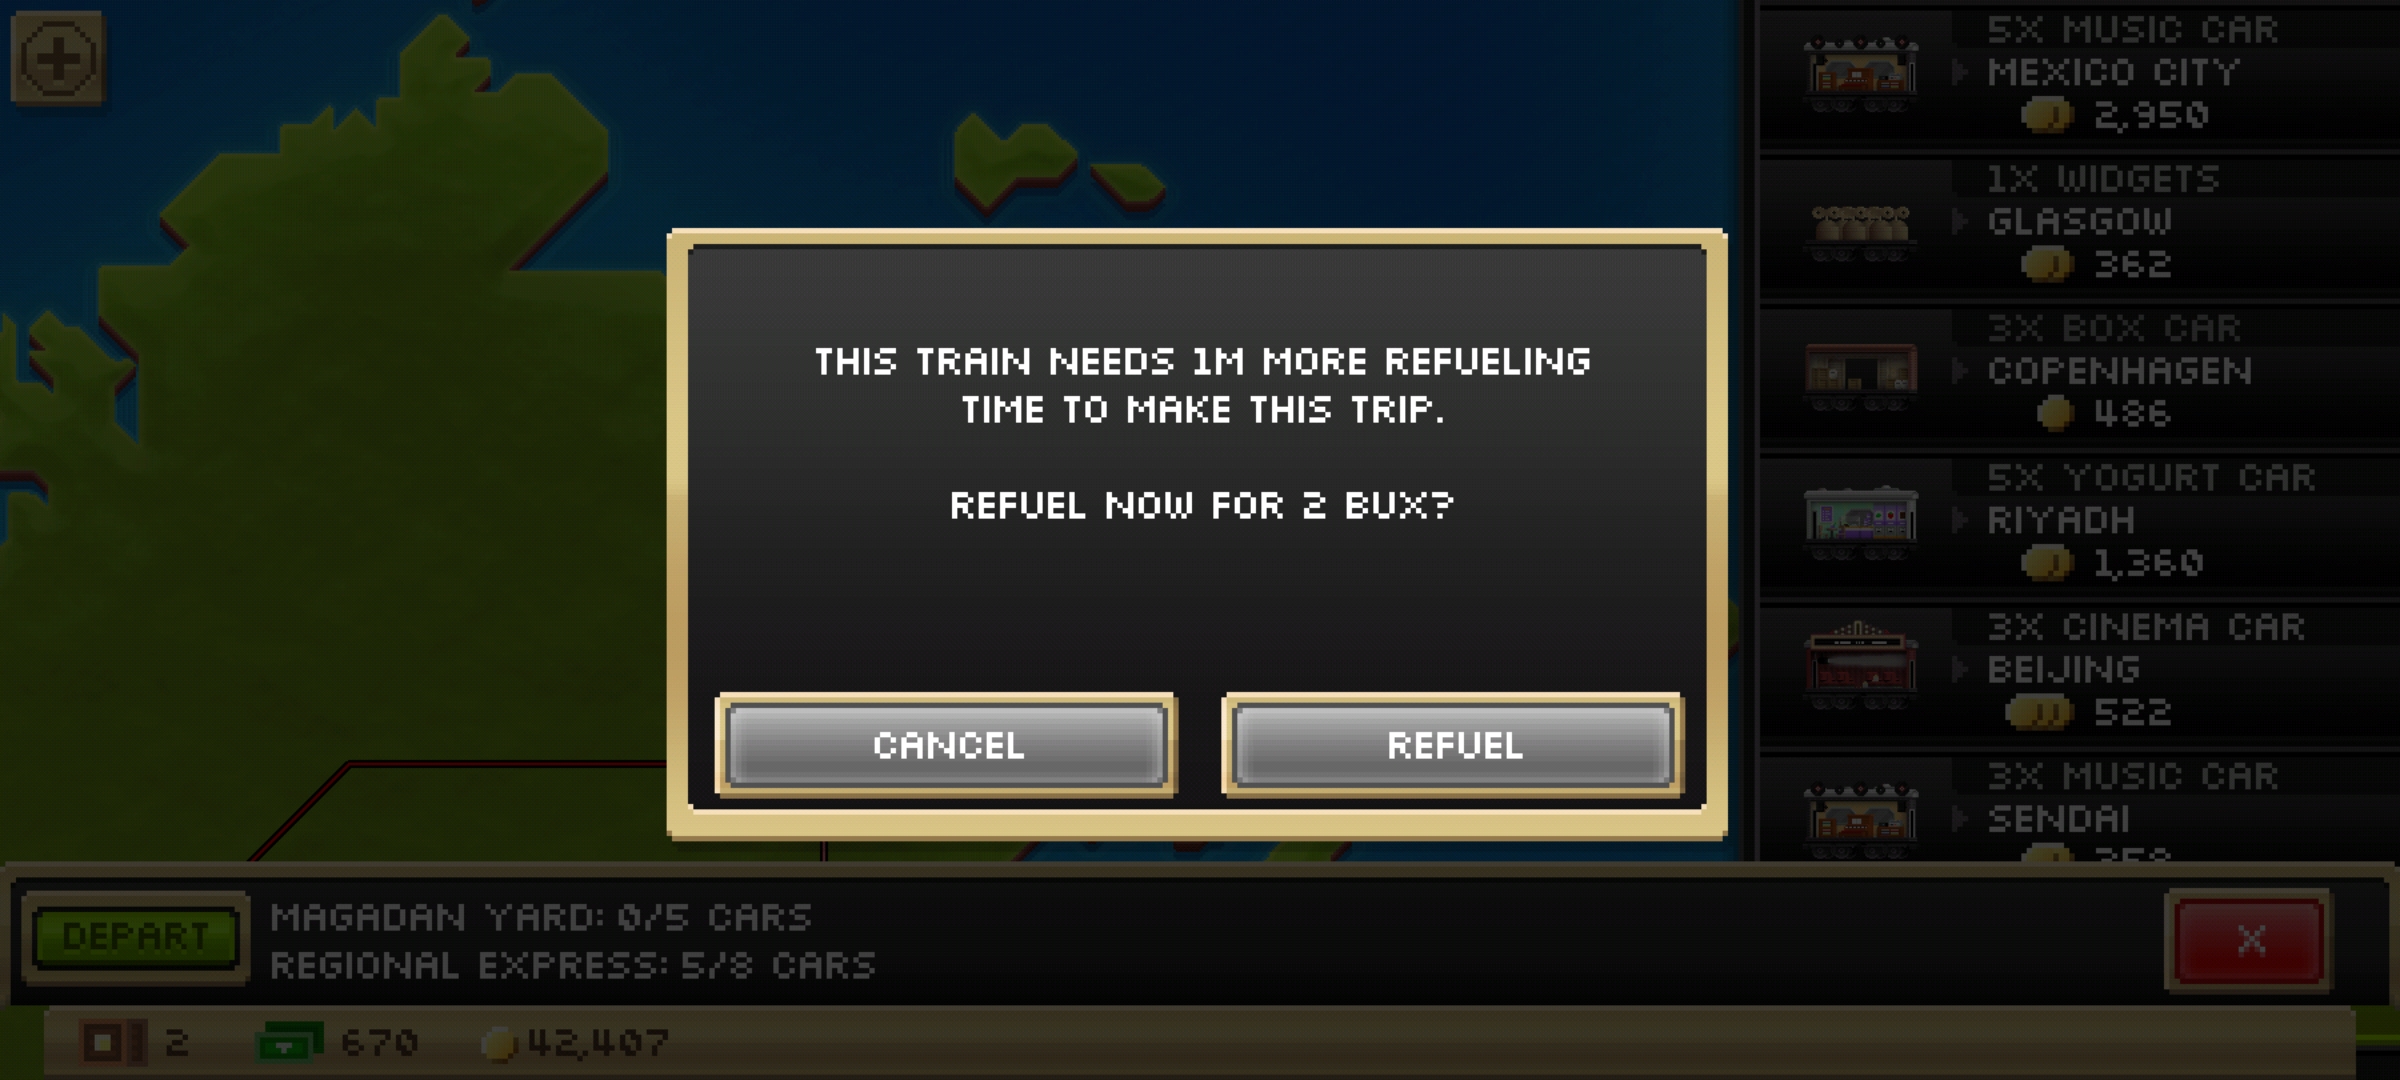 5X MUSIC CAR
MEXICO CITY
2,950
1X WIDGETS
GLASGOW
362
3X BOX CAR
COPENHAGEN
486
5X YOGURT CAR
RIYADH
1,360
3X CINEMA CAR
BEIJING
522
3X MUSIC CAR
SENDAI
THIS TRAIN NEEDS 1M MORE REFUELING
TIME TO MAKE THIS TRIP.
REFUEL NOW FOR 2 BUX?
CANCEL
REFUEL
DEPART
MAGADAN YARD: 0/5 CARS
REGIONAL EXPRESS: 5/8 CARS
X
2
670
42,407